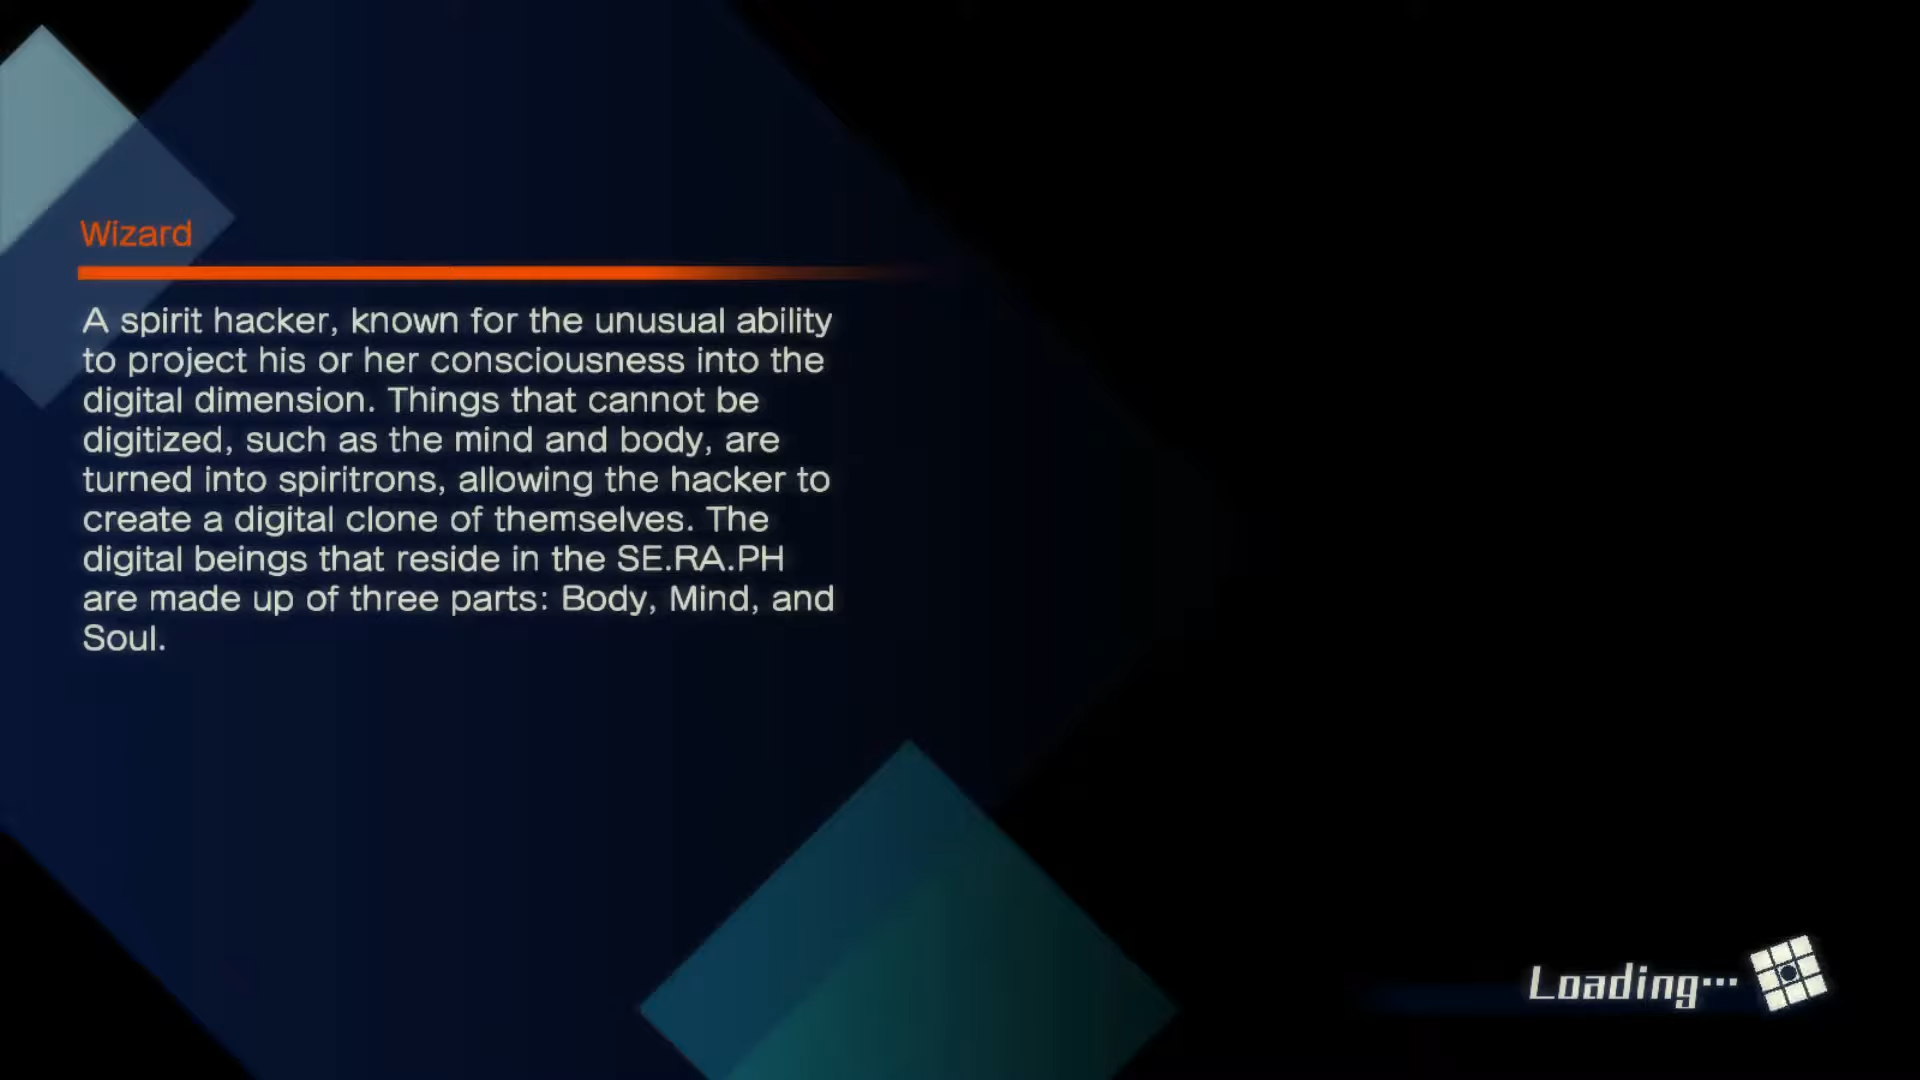 Wizard
A spirit hacker, known for the unusual ability
to project his or her consciousness into the
digital dimension. Things that cannot be
digitized, such as the mind and body, are
turned into spiritrons, allowing the hacker to
create a digital clone of themselves. The
digital beings that reside in the SE.RA.PH
are made up of three parts: Body, Mind, and
Soul.
Loading···